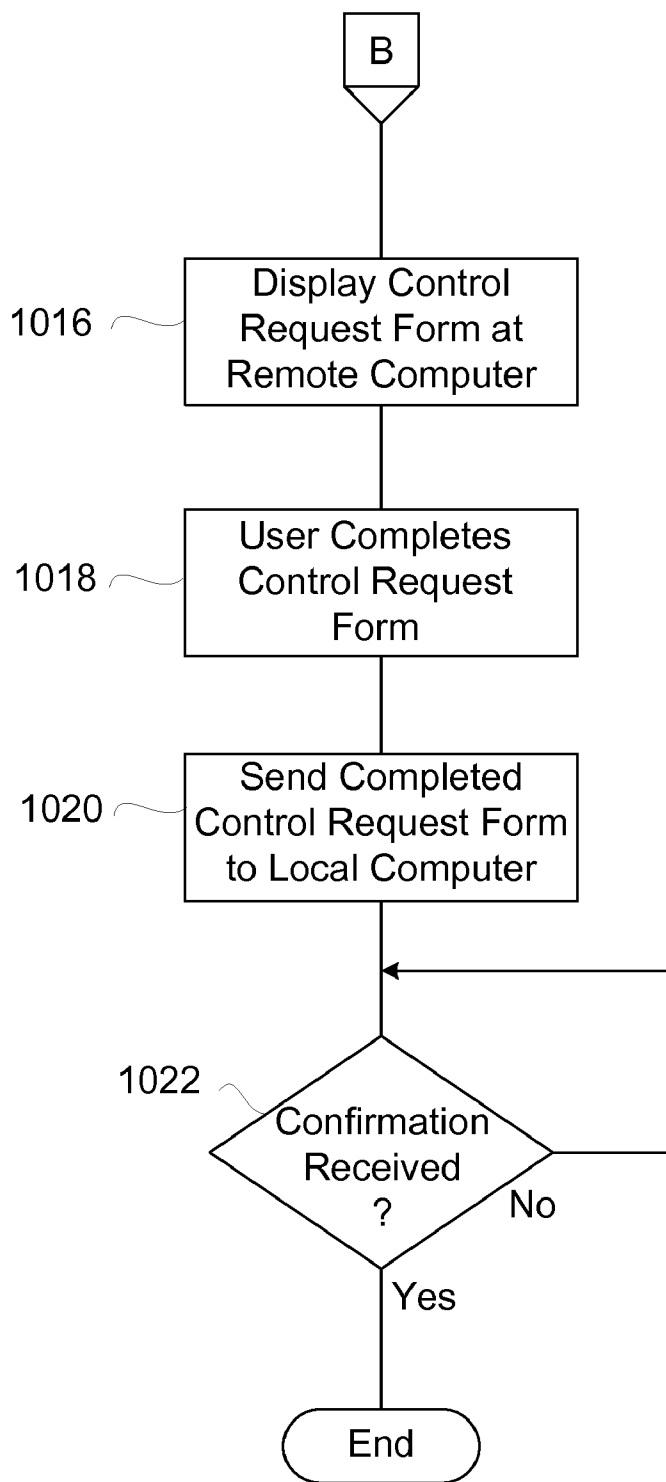 B
1016
Display Control
Request Form at
Remote Computer
1018
User Completes
Control Request
Form
1020
Send Completed
Control Request Form
to Local Computer
1022
Confirmation
Received
?
No
Yes
End